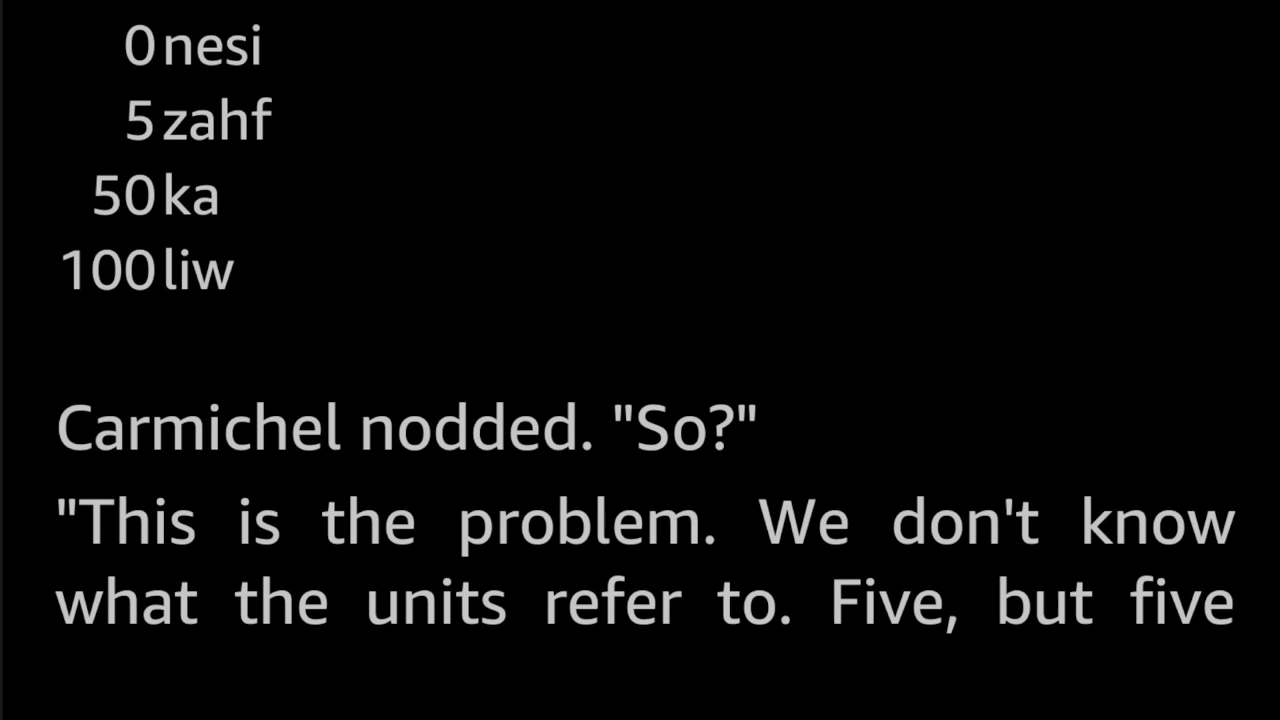 0 nesi
5 zahf
50 ka
100 liw
Carmichel nodded. "So?"
"This is the problem. We don't know
what the units refer to. Five, but five